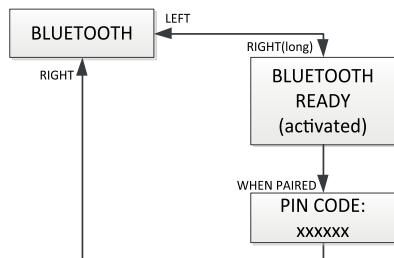 LEFT
BLUETOOTH
RIGHT(long)
RIGHT
BLUETOOTH
READY
(activated)
WHEN PAIRED
PIN CODE:
xxxxxx